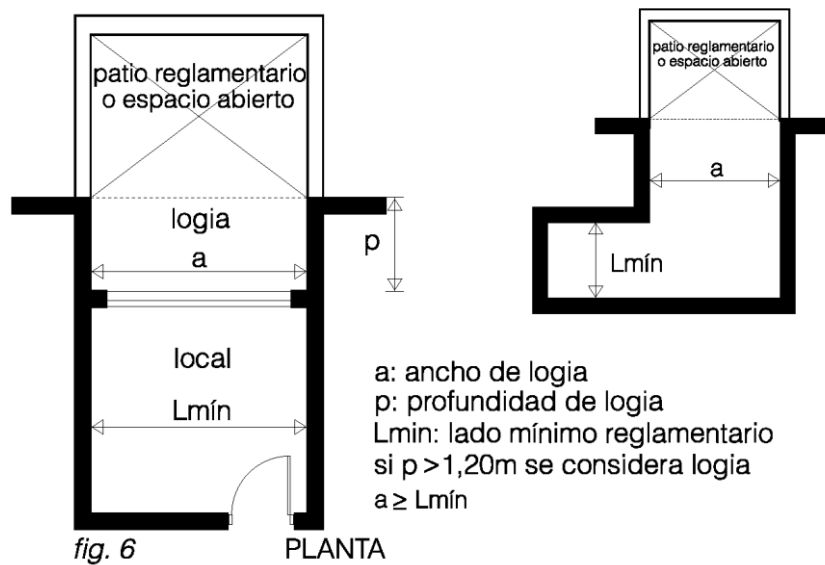 patio reglamentario
o espacio abierto
logia
a
p
local
Lmín
fig. 6
PLANTA
patio reglamentario
o espacio abierto
a
Lmín
a: ancho de logia
p: profundidad de logia
Lmin: lado mínimo reglamentario
si p >1,20m se considera logia
a ≥ Lmín